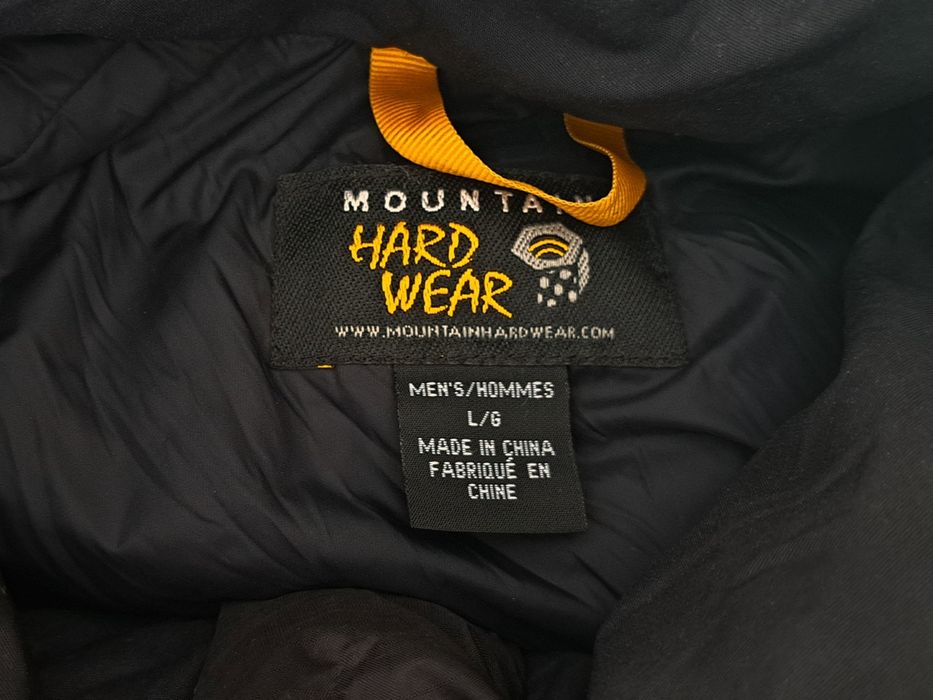 MOUNTAIN
HARD
WEAR
WWW.MOUNTAINHARDWEAR.COM
MEN'S/HOMMES
L/G
MADE IN CHINA
FABRIQUÉ EN
CHINE